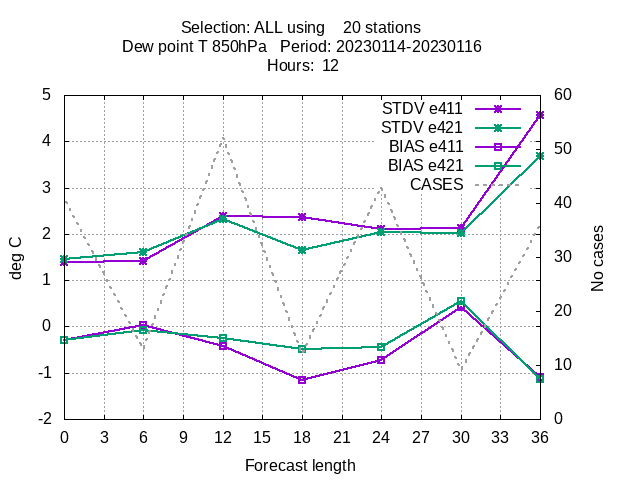 Selection: ALL using    20 stations
Dew point T 850hPa   Period: 20230114-20230116
Hours:  12
STDV e411
STDV e421
BIAS e411
BIAS e421
CASES
5
4
3
2
1
0
-1
-2
deg C
60
50
40
30
20
10
0
No cases
0 3 6 9 12 15 18 21 24 27 30 33 36
Forecast length